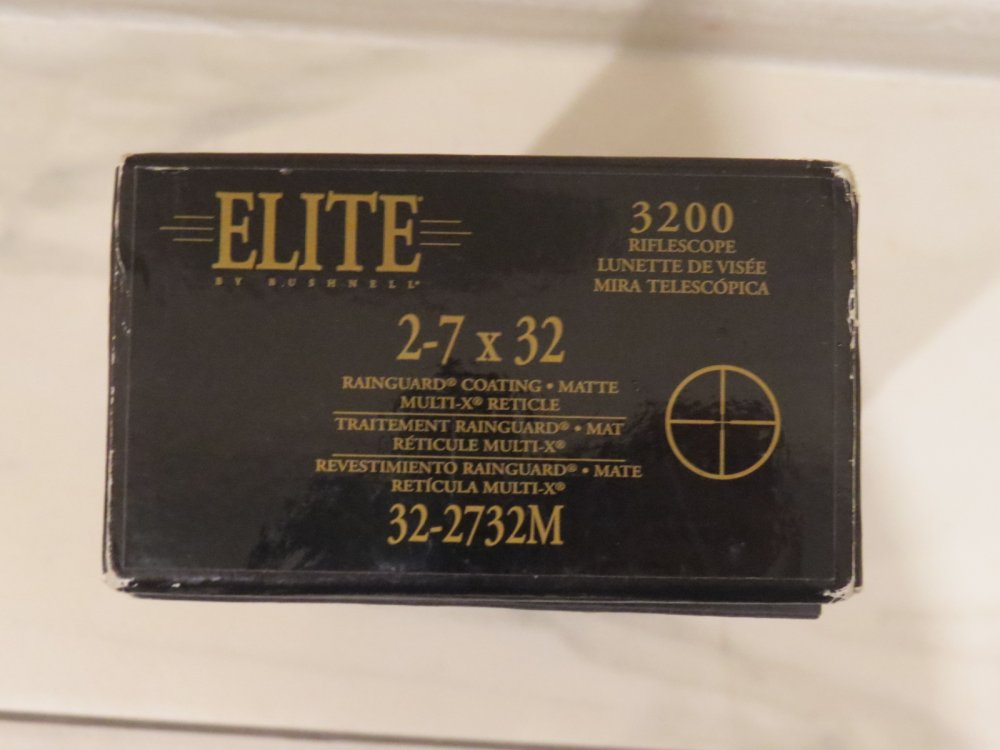 ELITE
BY BUSHNELL®
3200
RIFLESCOPE
LUNETTE DE VISÉE
MIRA TELESCÓPICA
2-7 x 32
RAINGUARD® COATING • MATTE
MULTI-X® RETICLE
TRAITEMENT RAINGUARD® • MAT
RÉTICULE MULTI-X®
REVESTIMIENTO RAINGUARD® • MATE
RETÍCULA MULTI-X®
32-2732M